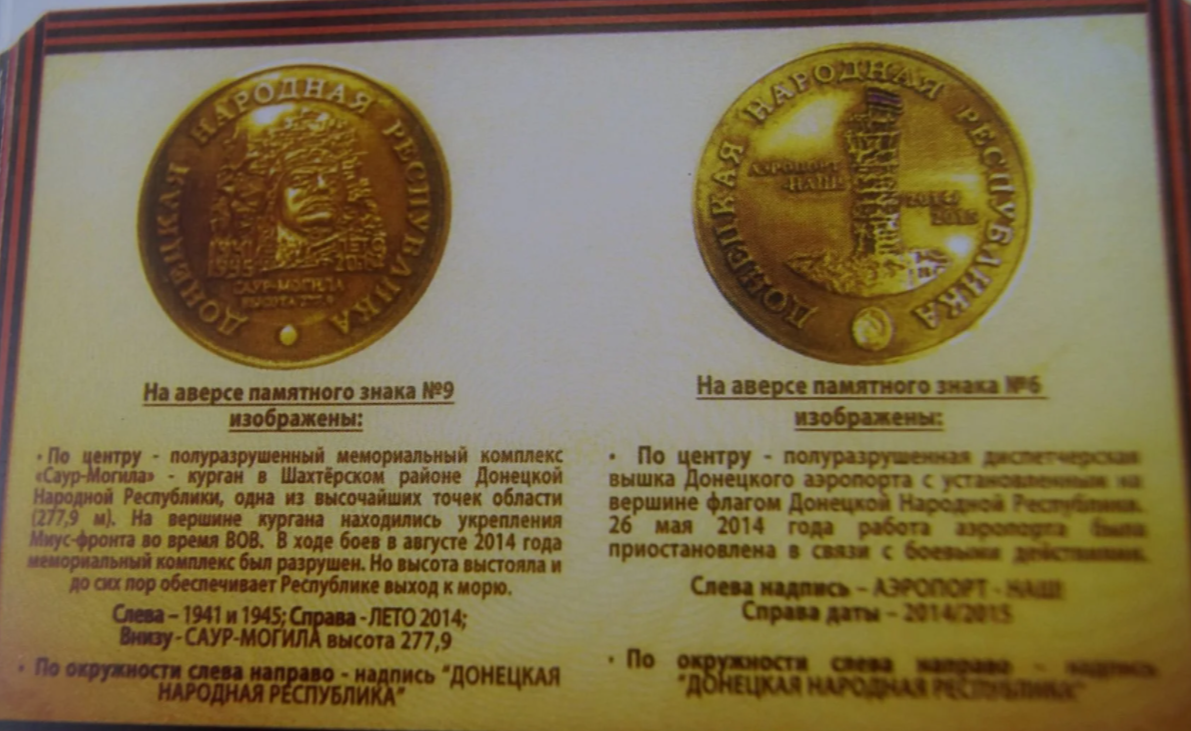 ДОНЕЦКАЯ НАРОДНАЯ РЕСПУБЛИКА
1941
1945
ЛЕТО
2014
САУР-МОГИЛА
ВЫСОТА 277,9
На аверсе памятного знака №9
изображены:
• По центру - полуразрушенный мемориальный комплекс
«Саур-Могила» - курган в Шахтёрском районе Донецкой
Народной Республики, одна из высочайших точек области
(277,9 м). На вершине кургана находились укрепления
Миус-фронта во время ВОВ. В ходе боев в августе 2014 года
мемориальный комплекс был разрушен. Но высота выстояла и
до сих пор обеспечивает Республике выход к морю.
Слева – 1941 и 1945; Справа - ЛЕТО 2014;
Внизу - САУР-МОГИЛА высота 277,9
• По окружности слева направо - надпись "ДОНЕЦКАЯ
НАРОДНАЯ РЕСПУБЛИКА"
ДОНЕЦКАЯ НАРОДНАЯ РЕСПУБЛИКА
АЭРОПОРТ
-НАШ!
2014/
2015
На аверсе памятного знака №6
изображены:
• По центру - полуразрушенная диспетчерская
вышка Донецкого аэропорта с установленным на
вершине флагом Донецкой Народной Республики.
26 мая 2014 года работа аэропорта была
приостановлена в связи с боевыми действиями.
Слева надпись – АЭРОПОРТ - НАШ!
Справа даты – 2014/2015
• По окружности слева направо - надпись
"ДОНЕЦКАЯ НАРОДНАЯ РЕСПУБЛИКА"